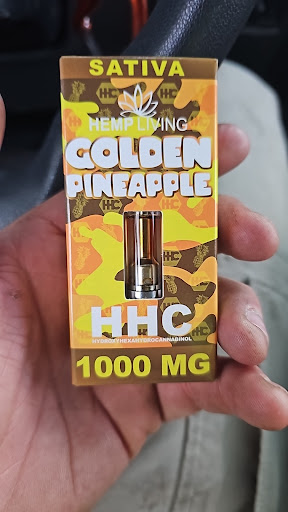 SATIVA
HEMP LIVING
GOLDEN
PINEAPPLE
HHC
HYDROXYHEXAHYDROCANNABINOL
1000 MG